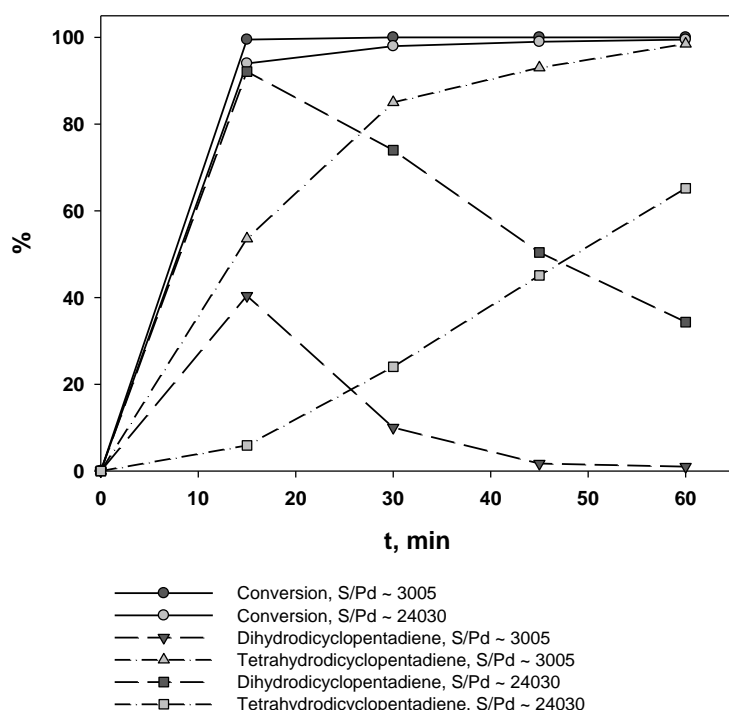 100
80
60
%
40
20
0
0 10 20 30 40 50 60
t, min
Conversion, S/Pd ~ 3005
Conversion, S/Pd ~ 24030
Dihydrodicyclopentadiene, S/Pd ~ 3005
Tetrahydrodicyclopentadiene, S/Pd ~ 3005
Dihydrodicyclopentadiene, S/Pd ~ 24030
Tetrahydrodicyclopentadiene, S/Pd ~ 24030